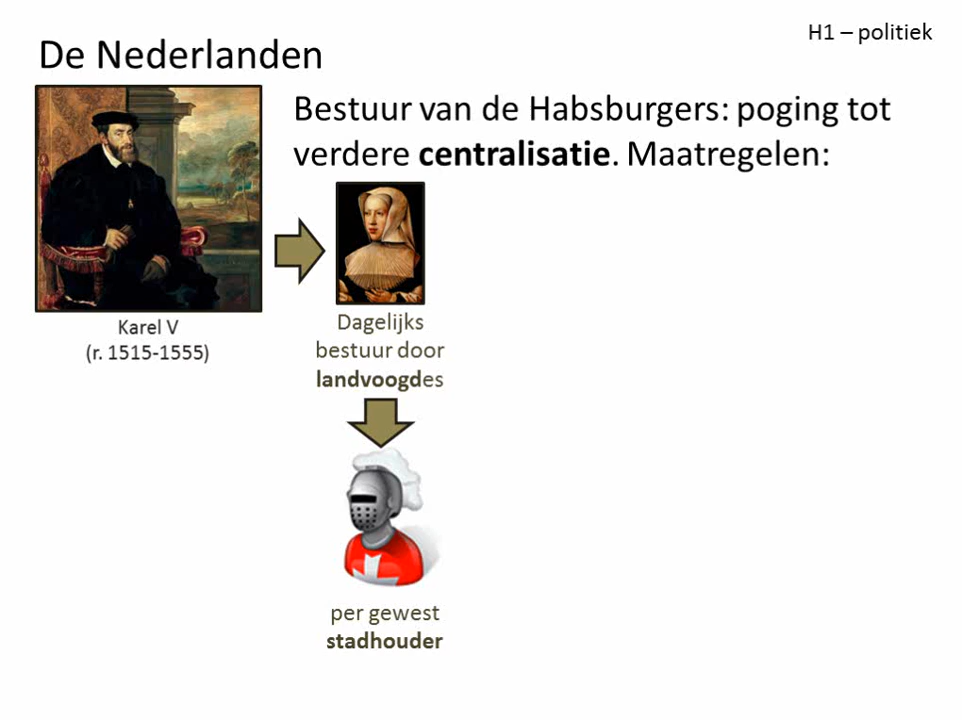 H1 – politiek
De Nederlanden
Bestuur van de Habsburgers: poging tot
verdere centralisatie. Maatregelen:
Karel V
(r. 1515-1555)
Dagelijks
bestuur door
landvoogdes
per gewest
stadhouder